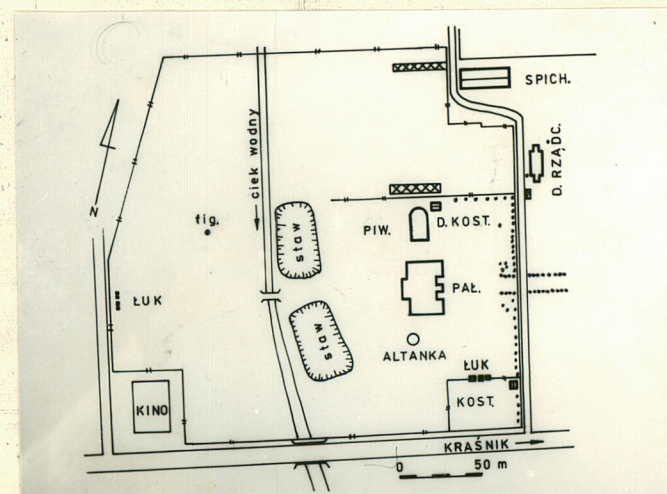 SPICH.
ciek wodny
D. RZĄDC.
N
fig.
staw
PIW.
D. KOST.
PAŁ.
ŁUK
staw
ALTANKA
ŁUK
KINO
KOST.
KRAŚNIK
0 50 m